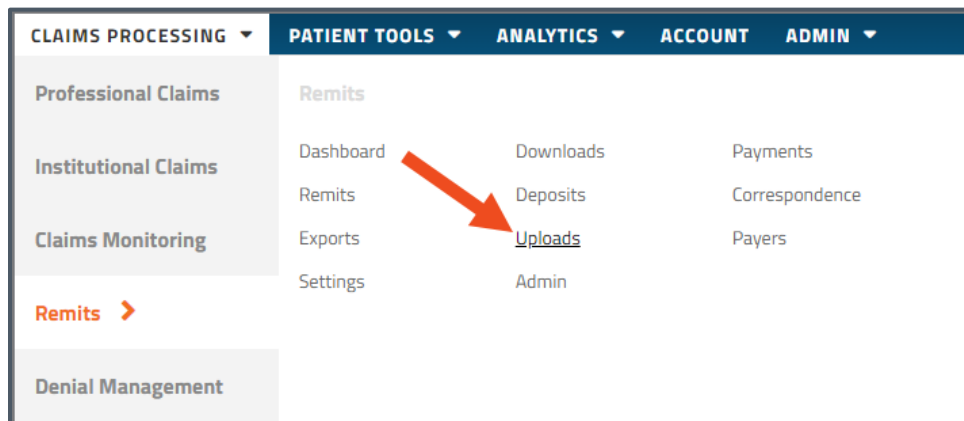 CLAIMS PROCESSING PATIENT TOOLS ANALYTICS ACCOUNT ADMIN
Professional Claims
Institutional Claims
Claims Monitoring
Remits
Denial Management
Remits
Dashboard Downloads Payments
Remits Deposits Correspondence
Exports Uploads Payers
Settings Admin